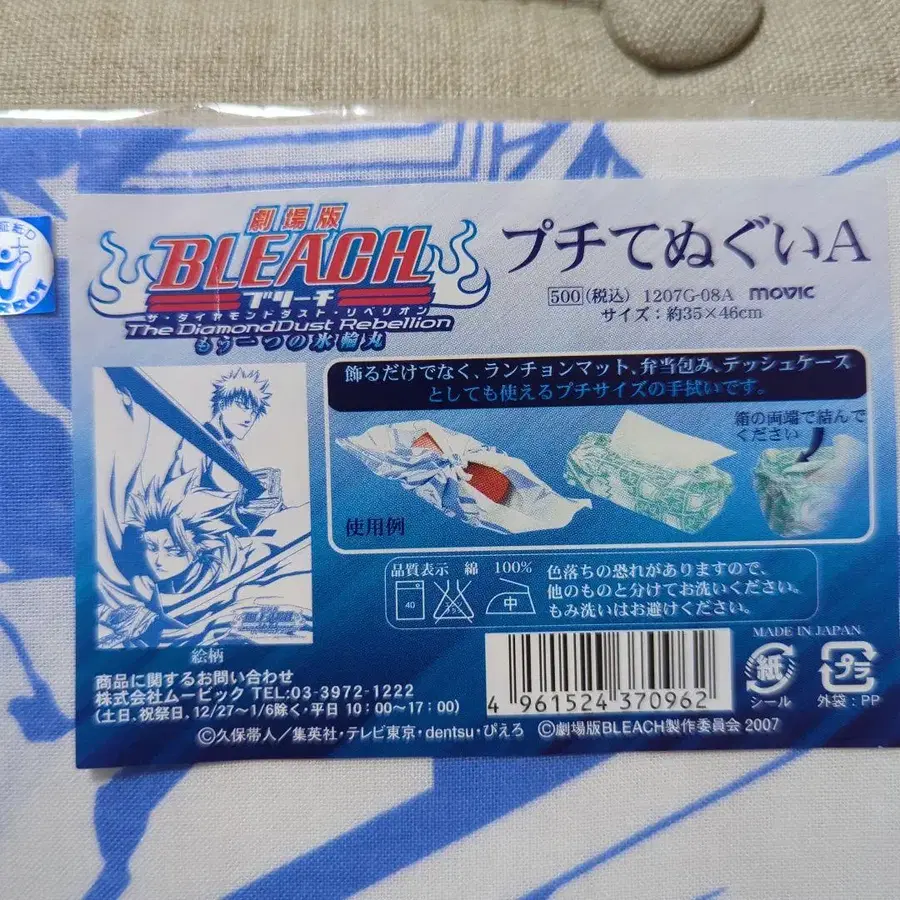 劇場版
BLEACH
ブリーチ
ザ・ダイヤモンドダスト・リベリオン
The DiamondDust Rebellion
もう一つの氷輪丸
プチてぬぐいA
500(税込) 1207G-08A movic
サイズ:約35×46cm
飾るだけでなく、ランチョンマット、弁当包み、テッシュケース
としても使えるプチサイズの手拭いです。
箱の両端で結んで
ください
使用例
絵柄
品質表示 綿 100%
40
中
色落ちの恐れがありますので、
他のものと分けてお洗いください。
もみ洗いはお避けください。
商品に関するお問い合わせ
株式会社ムービック TEL:03-3972-1222
(土日、祝祭日、12/27〜1/6除く・平日 10:00〜17:00)
4 961524 370962
MADE IN JAPAN
紙
シール
プラ
外袋:PP
©久保帯人/集英社・テレビ東京・dentsu・ぴえろ ©劇場版BLEACH製作委員会 2007